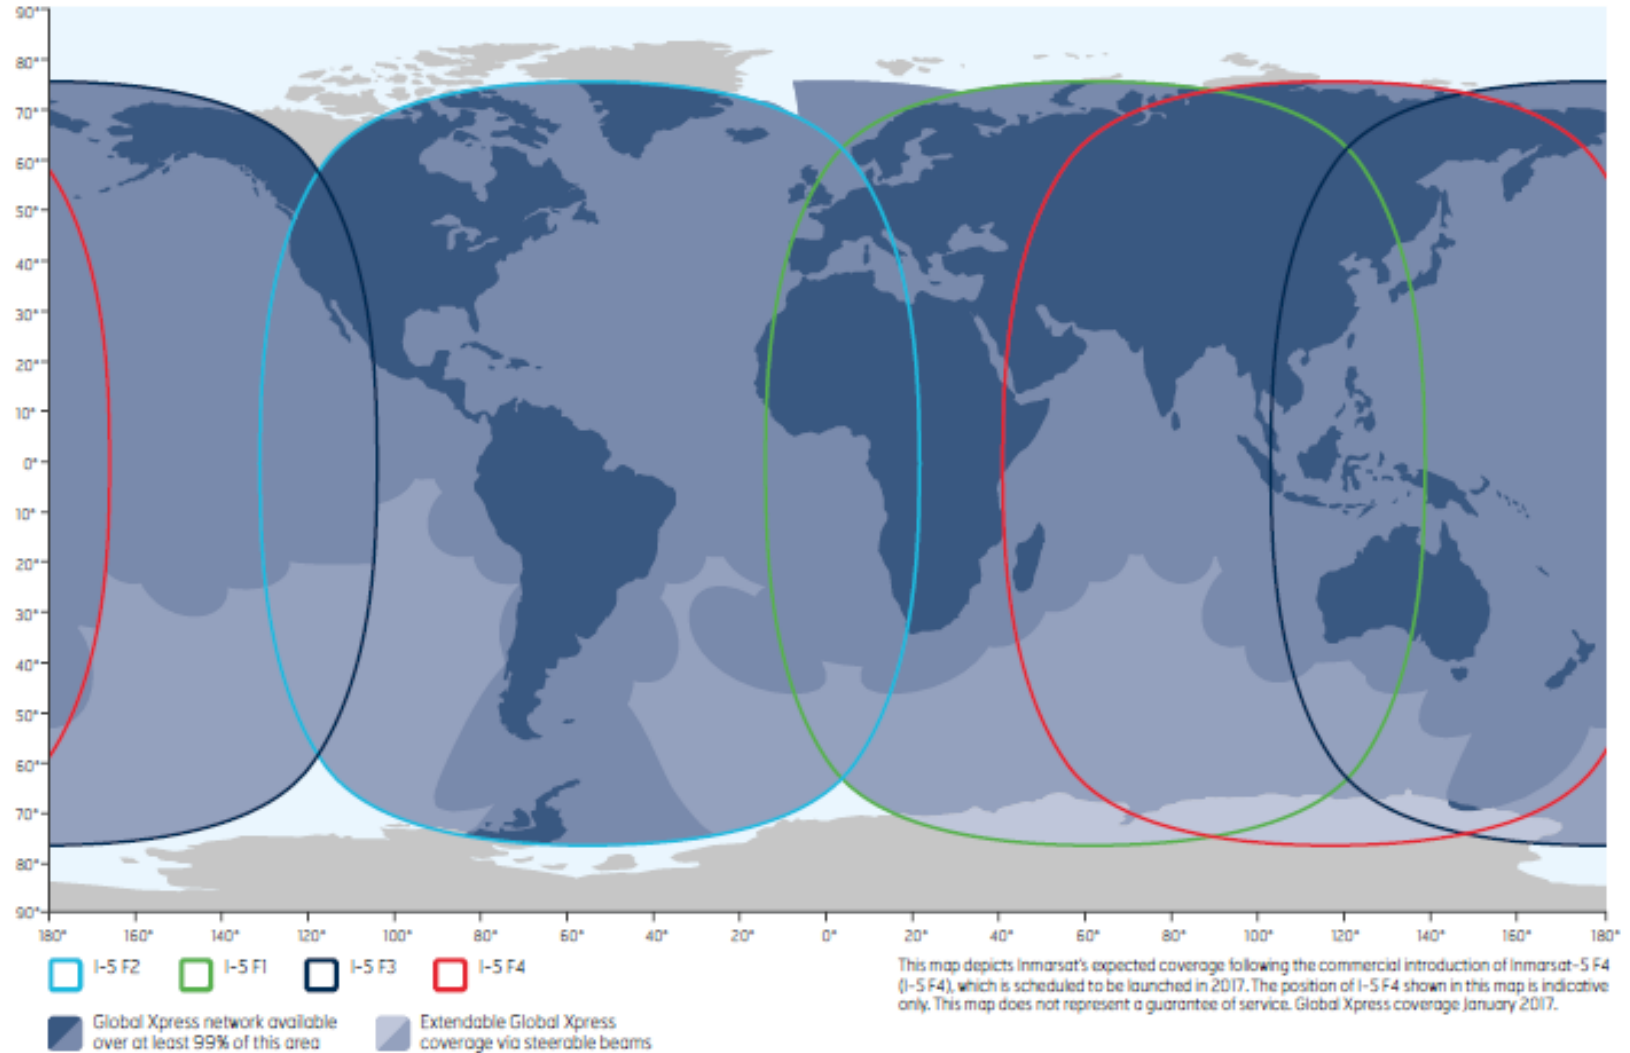 90°
80°
70°
60°
50°
40°
30°
20°
10°
0°
10°
20°
30°
40°
50°
60°
70°
80°
90°
180° 160° 140° 120° 100° 80° 60° 40° 20° 0° 20° 40° 60° 80° 100° 120° 140° 160° 180°
I-5 F2 I-5 F1 I-5 F3 I-5 F4
Global Xpress network available
over at least 99% of this area
Extendable Global Xpress
coverage via steerable beams
This map depicts Inmarsat's expected coverage following the commercial introduction of Inmarsat-5 F4
(I-5 F4), which is scheduled to be launched in 2017. The position of I-5 F4 shown in this map is indicative
only. This map does not represent a guarantee of service. Global Xpress coverage January 2017.